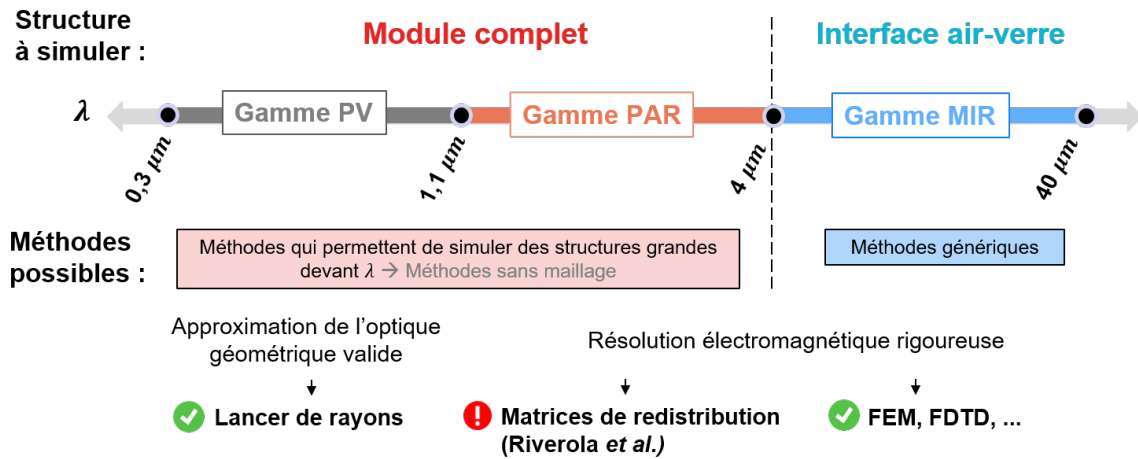 Structure
à simuler :
Module complet
Interface air-verre
λ
Gamme PV
Gamme PAR
Gamme MIR
0,3 μm
1,1 μm
4 μm
40 μm
Méthodes
possibles :
Méthodes qui permettent de simuler des structures grandes
devant λ → Méthodes sans maillage
Méthodes génériques
Approximation de l'optique
géométrique valide
Résolution électromagnétique rigoureuse
Lancer de rayons
Matrices de redistribution
(Riverola et al.)
FEM, FDTD, ...